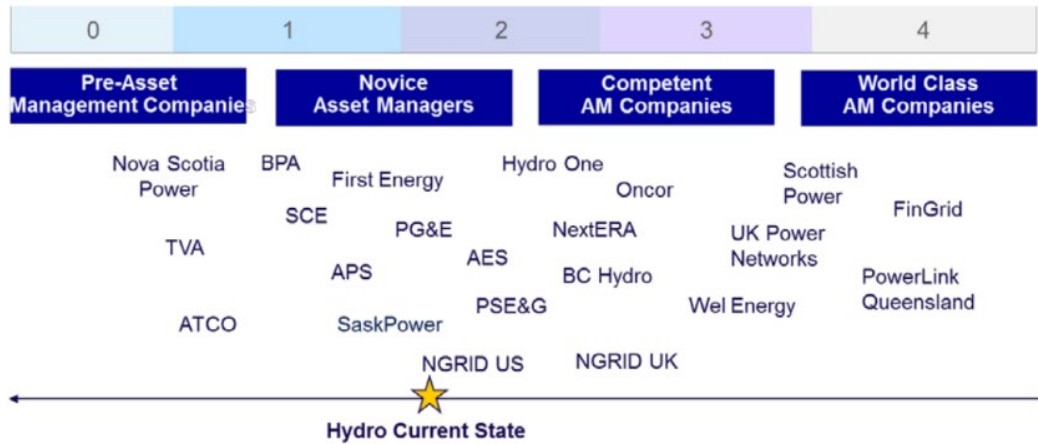 0 1 2 3 4
Pre-Asset
Management Companies
Novice
Asset Managers
Competent
AM Companies
World Class
AM Companies
Nova Scotia
Power
BPA
First Energy
Hydro One
Oncor
Scottish
Power
FinGrid
SCE
PG&E
NextERA
UK Power
Networks
TVA
APS
AES
BC Hydro
PowerLink
Queensland
PSE&G
Wel Energy
ATCO
SaskPower
NGRID US
NGRID UK
Hydro Current State